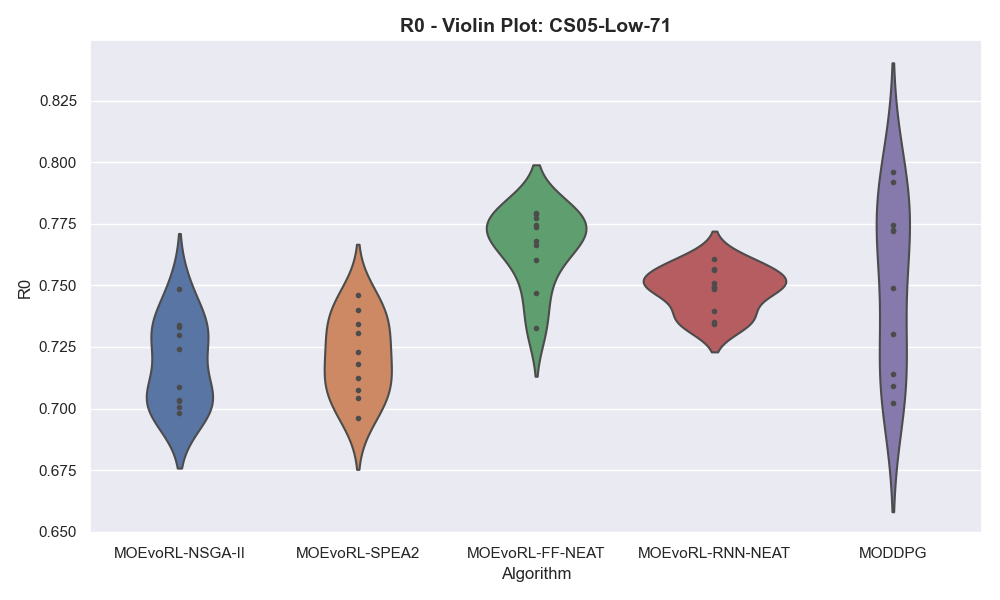 R0 - Violin Plot: CS05-Low-71
R0
0.825
0.800
0.775
0.750
0.725
0.700
0.675
0.650
MOEvoRL-NSGA-II MOEvoRL-SPEA2 MOEvoRL-FF-NEAT MOEvoRL-RNN-NEAT MODDPG
Algorithm